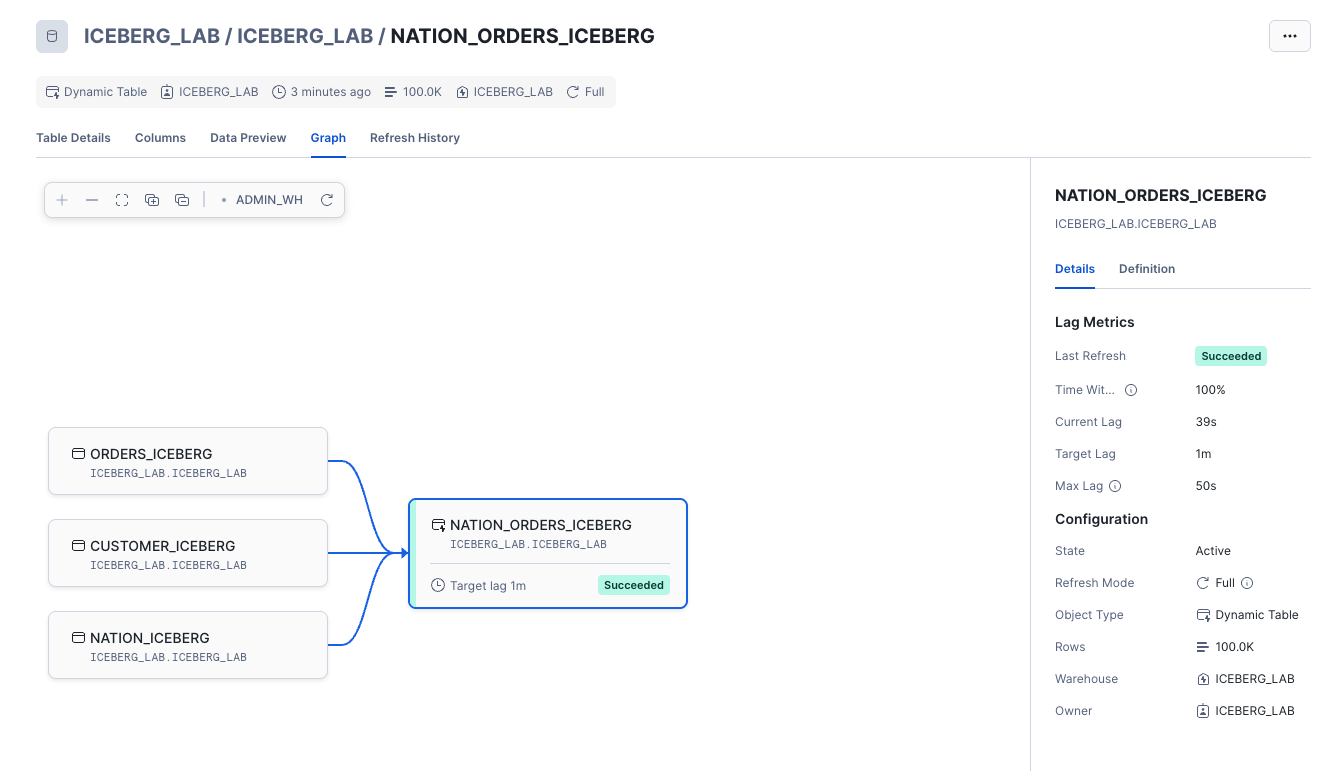 ICEBERG_LAB / ICEBERG_LAB / NATION_ORDERS_ICEBERG
Dynamic Table ICEBERG_LAB 3 minutes ago 100.0K ICEBERG_LAB Full
Table Details Columns Data Preview Graph Refresh History
ADMIN_WH
ORDERS_ICEBERG
ICEBERG_LAB.ICEBERG_LAB
CUSTOMER_ICEBERG
ICEBERG_LAB.ICEBERG_LAB
NATION_ICEBERG
ICEBERG_LAB.ICEBERG_LAB
NATION_ORDERS_ICEBERG
ICEBERG_LAB.ICEBERG_LAB
Target lag 1m Succeeded
NATION_ORDERS_ICEBERG
ICEBERG_LAB.ICEBERG_LAB
Details Definition
Lag Metrics
Last Refresh Succeeded
Time Wit... 100%
Current Lag 39s
Target Lag 1m
Max Lag 50s
Configuration
State Active
Refresh Mode Full
Object Type Dynamic Table
Rows 100.0K
Warehouse ICEBERG_LAB
Owner ICEBERG_LAB